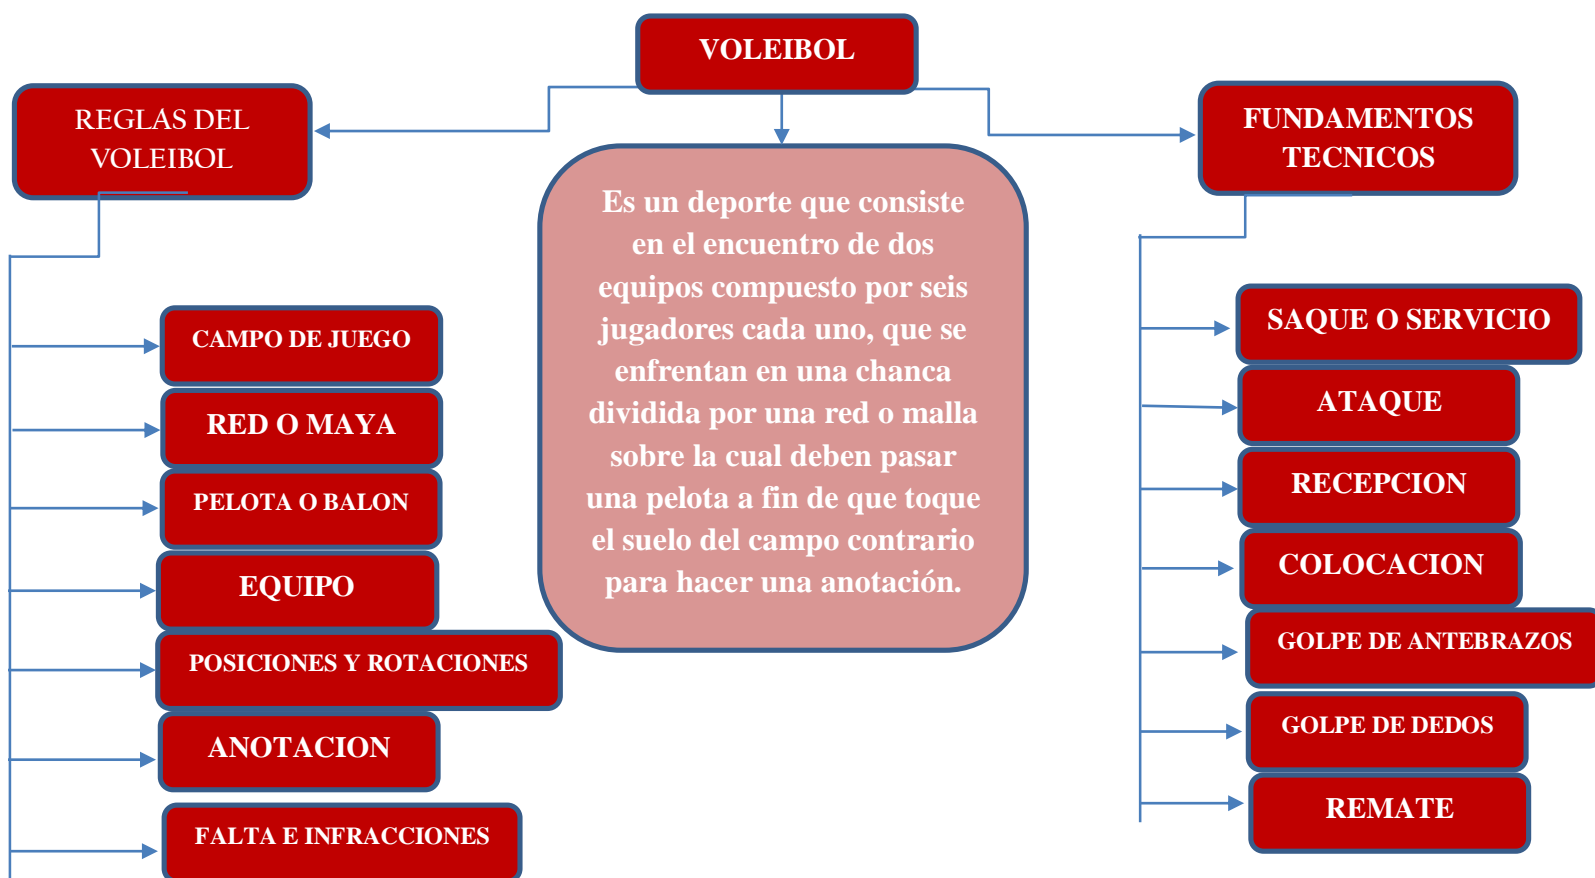 VOLEIBOL
REGLAS DEL
VOLEIBOL
CAMPO DE JUEGO
RED O MAYA
PELOTA O BALON
EQUIPO
POSICIONES Y ROTACIONES
ANOTACION
FALTA E INFRACCIONES
Es un deporte que consiste
en el encuentro de dos
equipos compuesto por seis
jugadores cada uno, que se
enfrentan en una chanca
dividida por una red o malla
sobre la cual deben pasar
una pelota a fin de que toque
el suelo del campo contrario
para hacer una anotación.
FUNDAMENTOS
TECNICOS
SAQUE O SERVICIO
ATAQUE
RECEPCION
COLOCACION
GOLPE DE ANTEBRAZOS
GOLPE DE DEDOS
REMATE